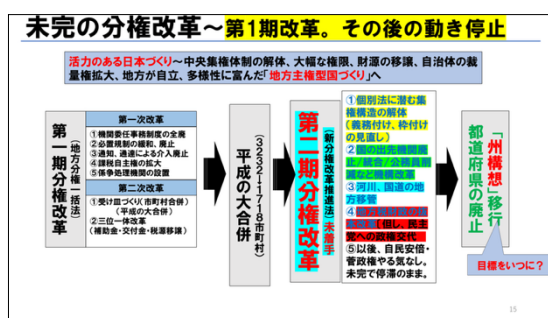 未完の分権改革～第1期改革。その後の動き停止
活力のある日本づくり～中央集権体制の解体、大幅な権限、財源の移譲、自治体の裁
量権拡大、地方が自立、多様性に富んだ「地方主権型国づくり」へ
第一期分権改革
(地方分権一括法)
第一次改革
①機関委任事務制度の全廃
②必置規制の緩和、廃止
③通知、通達による介入廃止
④課税自主権の拡大
⑤係争処理機関の設置
第二次改革
①受け皿づくり(市町村合併)
(平成の大合併)
②三位一体改革
(補助金・交付金・税源移譲)
平成の大合併
(3232→1718市町村)
第二期分権改革
(新分権改革推進法)未着手
①個別法に潜む集
権構造の解体
(義務付け、枠付け
の見直し)
②国の出先機関廃
止/統合/公務員削
減など機構改革
③河川、国道の地
方移管
④
【但し、民主
党への政権交代
⑤以後、自民安倍・
菅政権やる気なし。
未完で停滞のまま。
「州構想」移行
都道府県の廃止
目標をいつに？
15